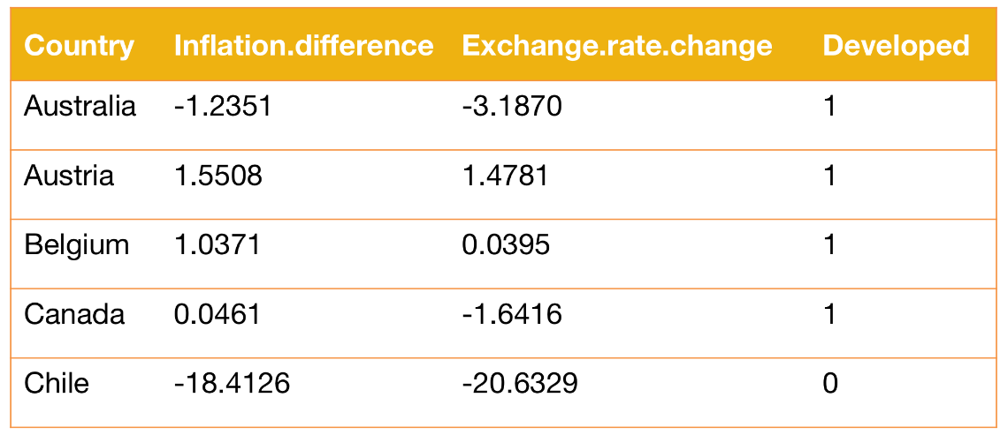 Country Inflation.difference Exchange.rate.change Developed
Australia -1.2351 -3.1870 1
Austria 1.5508 1.4781 1
Belgium 1.0371 0.0395 1
Canada 0.0461 -1.6416 1
Chile -18.4126 -20.6329 0